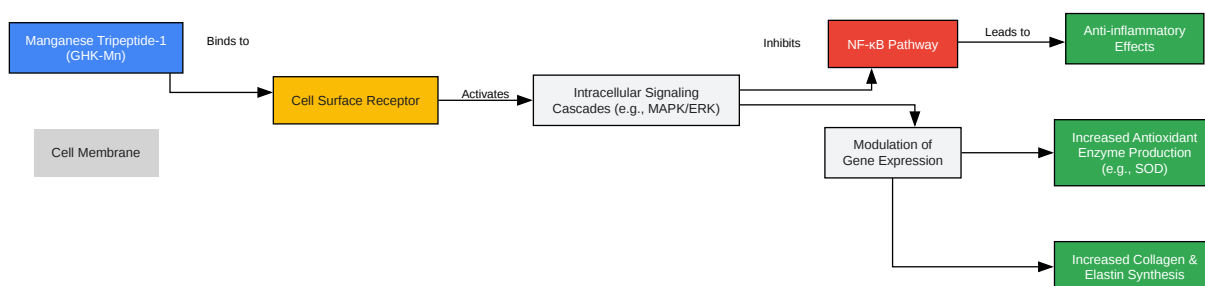 Manganese Tripeptide-1
(GHK-Mn)
Binds to
Cell Surface Receptor
Activates
Intracellular Signaling
Cascades (e.g., MAPK/ERK)
Inhibits
NF-κB Pathway
Leads to
Anti-inflammatory
Effects
Cell Membrane
Modulation of
Gene Expression
Increased Antioxidant
Enzyme Production
(e.g., SOD)
Increased Collagen &
Elastin Synthesis